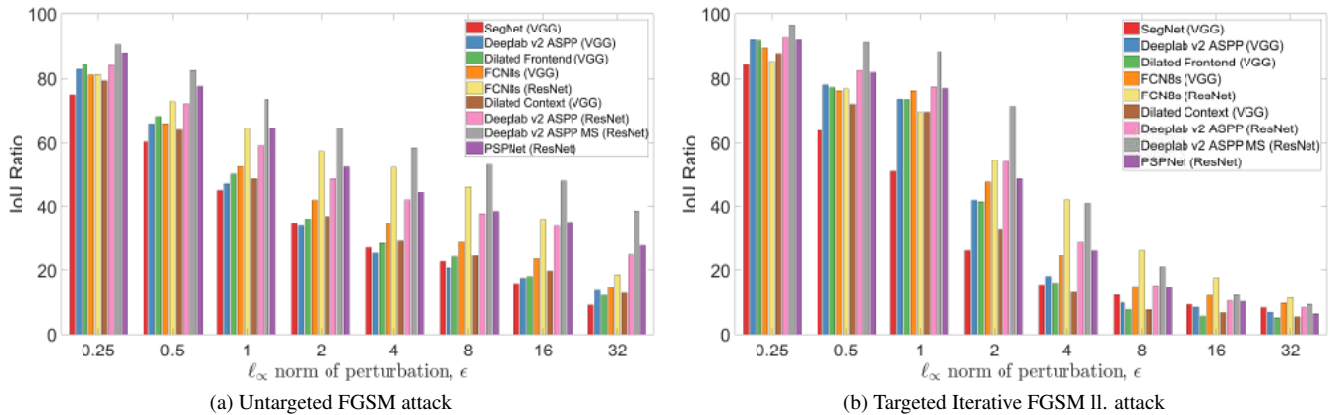 100
80
60
40
20
0
IoU Ratio
SegNet (VGG)
Deeplab v2 ASPP (VGG)
Dilated Frontend (VGG)
FCN8s (VGG)
FCN8s (ResNet)
Dilated Context (VGG)
Deeplab v2 ASPP (ResNet)
Deeplab v2 ASPP MS (ResNet)
PSPNet (ResNet)
0.25 0.5 1 2 4 8 16 32
ℓ∞ norm of perturbation, ϵ
(a) Untargeted FGSM attack
100
80
60
40
20
0
IoU Ratio
SegNet (VGG)
Deeplab v2 ASPP (VGG)
Dilated Frontend (VGG)
FCN8s (VGG)
FCN8s (ResNet)
Dilated Context (VGG)
Deeplab v2 ASPP (ResNet)
Deeplab v2 ASPP MS (ResNet)
PSPNet (ResNet)
0.25 0.5 1 2 4 8 16 32
ℓ∞ norm of perturbation, ϵ
(b) Targeted Iterative FGSM ll. attack